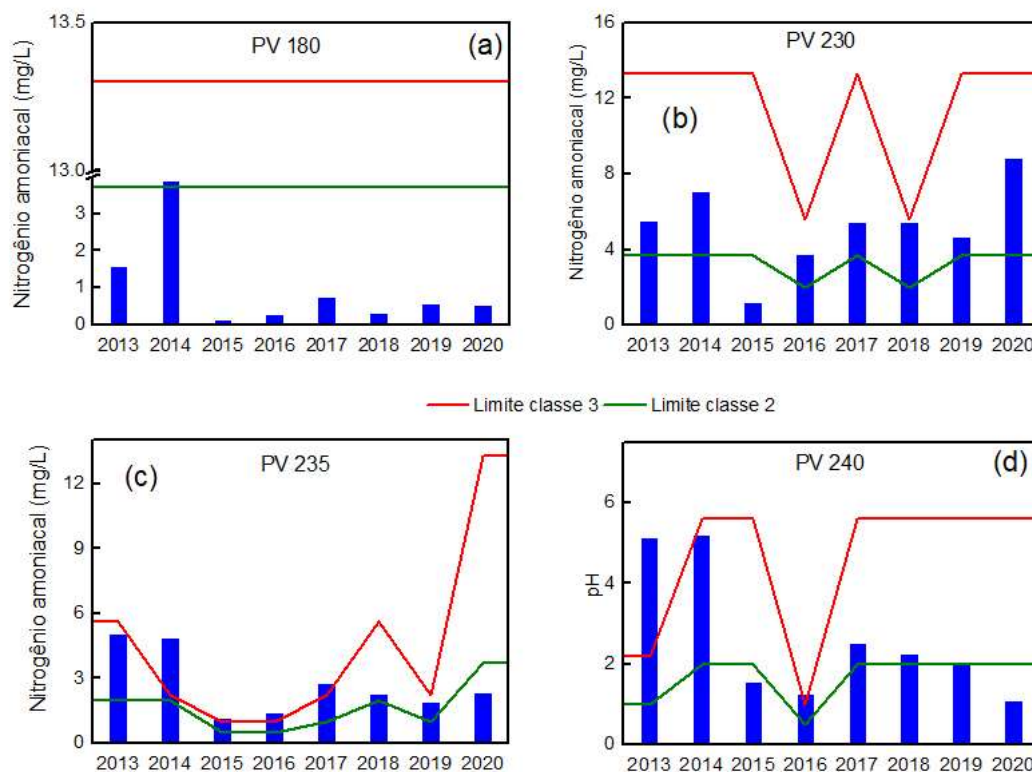 Nitrogênio amoniacal (mg/L)
13.5
13.0
3
2
1
0
PV 180
(a)
2013 2014 2015 2016 2017 2018 2019 2020
Nitrogênio amoniacal (mg/L)
16
12
8
4
0
PV 230
(b)
2013 2014 2015 2016 2017 2018 2019 2020
Limite classe 3 Limite classe 2
Nitrogênio amoniacal (mg/L)
12
9
6
3
0
PV 235
(c)
2013 2014 2015 2016 2017 2018 2019 2020
pH
6
4
2
0
PV 240
(d)
2013 2014 2015 2016 2017 2018 2019 2020